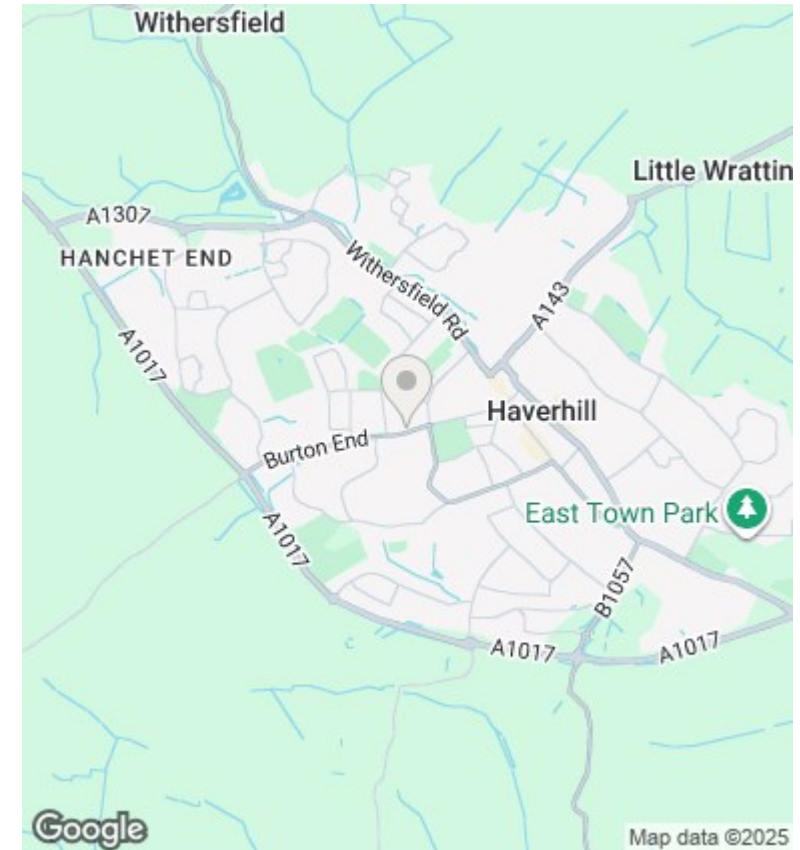 Withersfield
Little Wrattin
A1307
HANCHET END
Withersfield Rd
A143
A1017
Haverhill
Burton End
East Town Park
A1017
B1057
A1017
A1017
Google
Map data ©2025